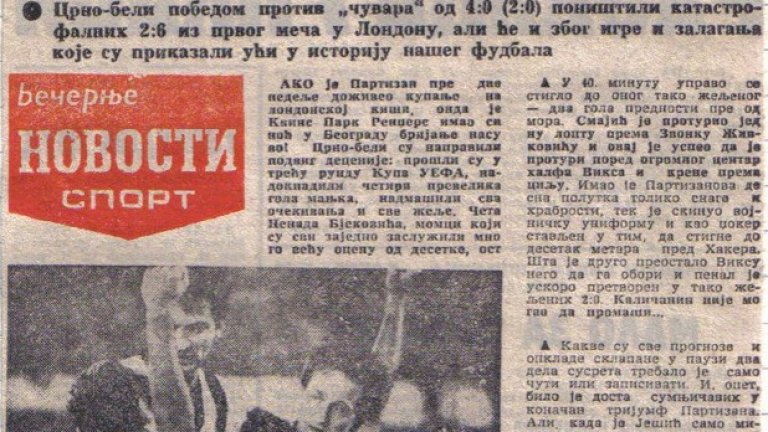 Црно-бели победом против „чувара" од 4:0 (2:0) поништили катастро-
фалних 2:6 из првог меча у Лондону, али ће и због игре и залагања
које су приказали ући у историју нашег фудбала
Вечерње
НОВОСТИ
СПОРТ
АКО је Партизан пре две
недеље доживео купање на
лондонској киши, онда је
Квинс Парк Ренџерс имао си
ноћ у Београду бријање насу
во! Црно-бели су направили
подвиг деценије: прошли су у
трећу рунду Купа УЕФА, на-
докнадили четири превелика
гола мањка, надмашили сва
очекивања и све жеље. Чета
Ненада Бјековића, момци који
су сви заједно заслужили мно
го већу оцену од десетке, ост
▲ У 40. минуту управо се
стигло до оног тако жељеног
— два гола предности пре од-
мора. Смајић је протурио јед
ну лопту према Звонку Жив-
ковићу и овај је успео да је
протури поред огромног центар
халфа Викса и крене према
циљу. Имао је Партизанова де
сна полутка толико снаге и
храбрости, тек је скинуо вој-
ничку униформу и као џокер
стављен у тим, да стигне до
десетак метара пред Хакера.
Шта је друго преостало Виксу
него да га обори и пенал је
ускоро претворен у тако же-
љених 2:0. Каличанин није мо
гао да промаши...
▲ Какве су све прогнозе и
опкладе склапане у паузи два
дела сусрета требало је само
чути или записивати. И, опет,
било је доста сумњичавих у
коначан тријумф Партизана.
Али, када је Јешић само ми-